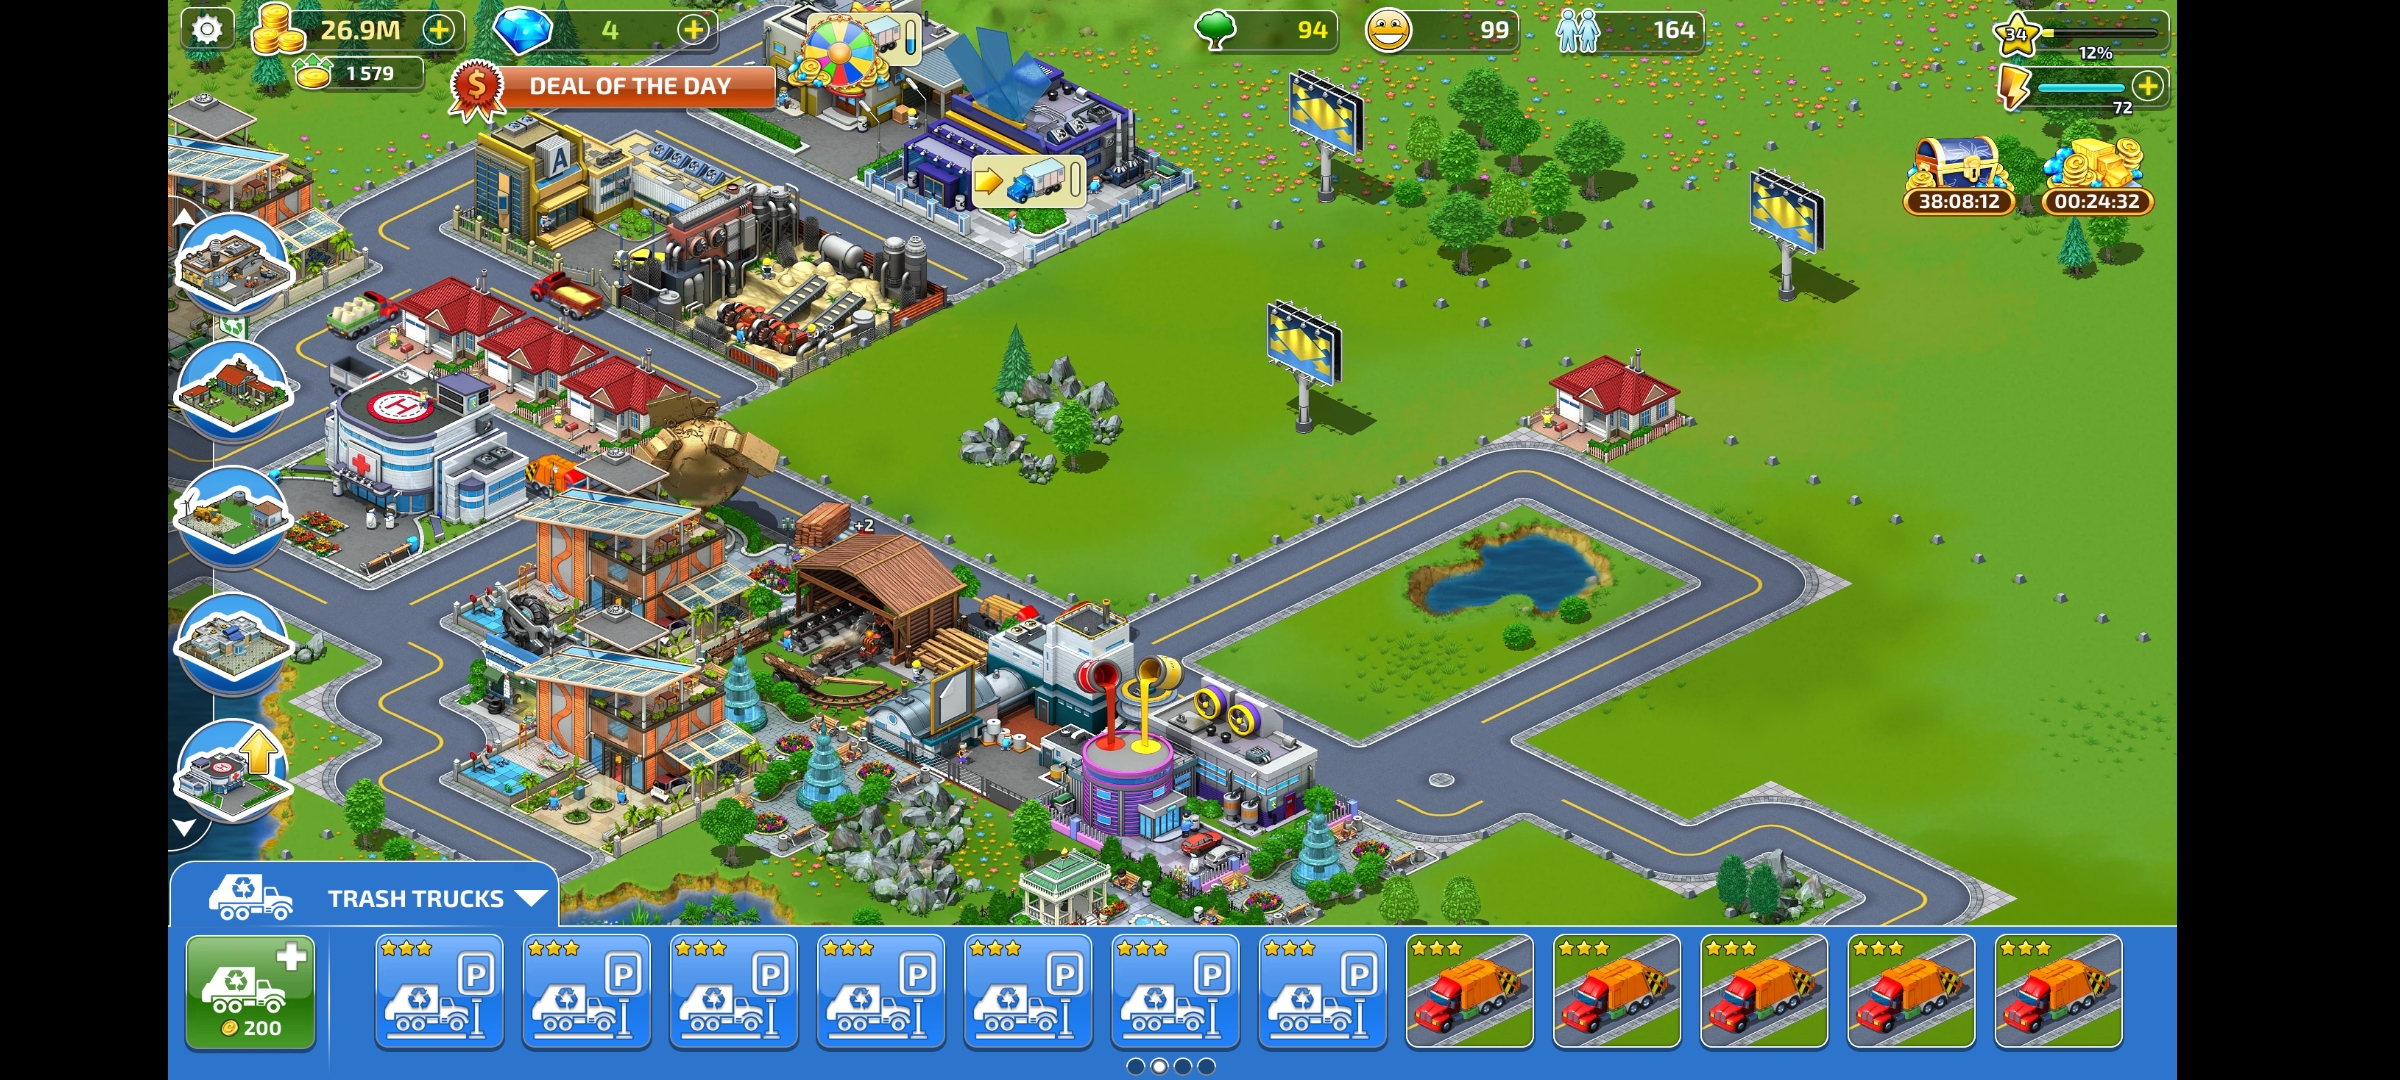 26.9M
4
94
99
164
34
12%
1 579
DEAL OF THE DAY
72
38:08:12
00:24:32
A
H
+2
TRASH TRUCKS
P
P
P
P
P
P
P
200